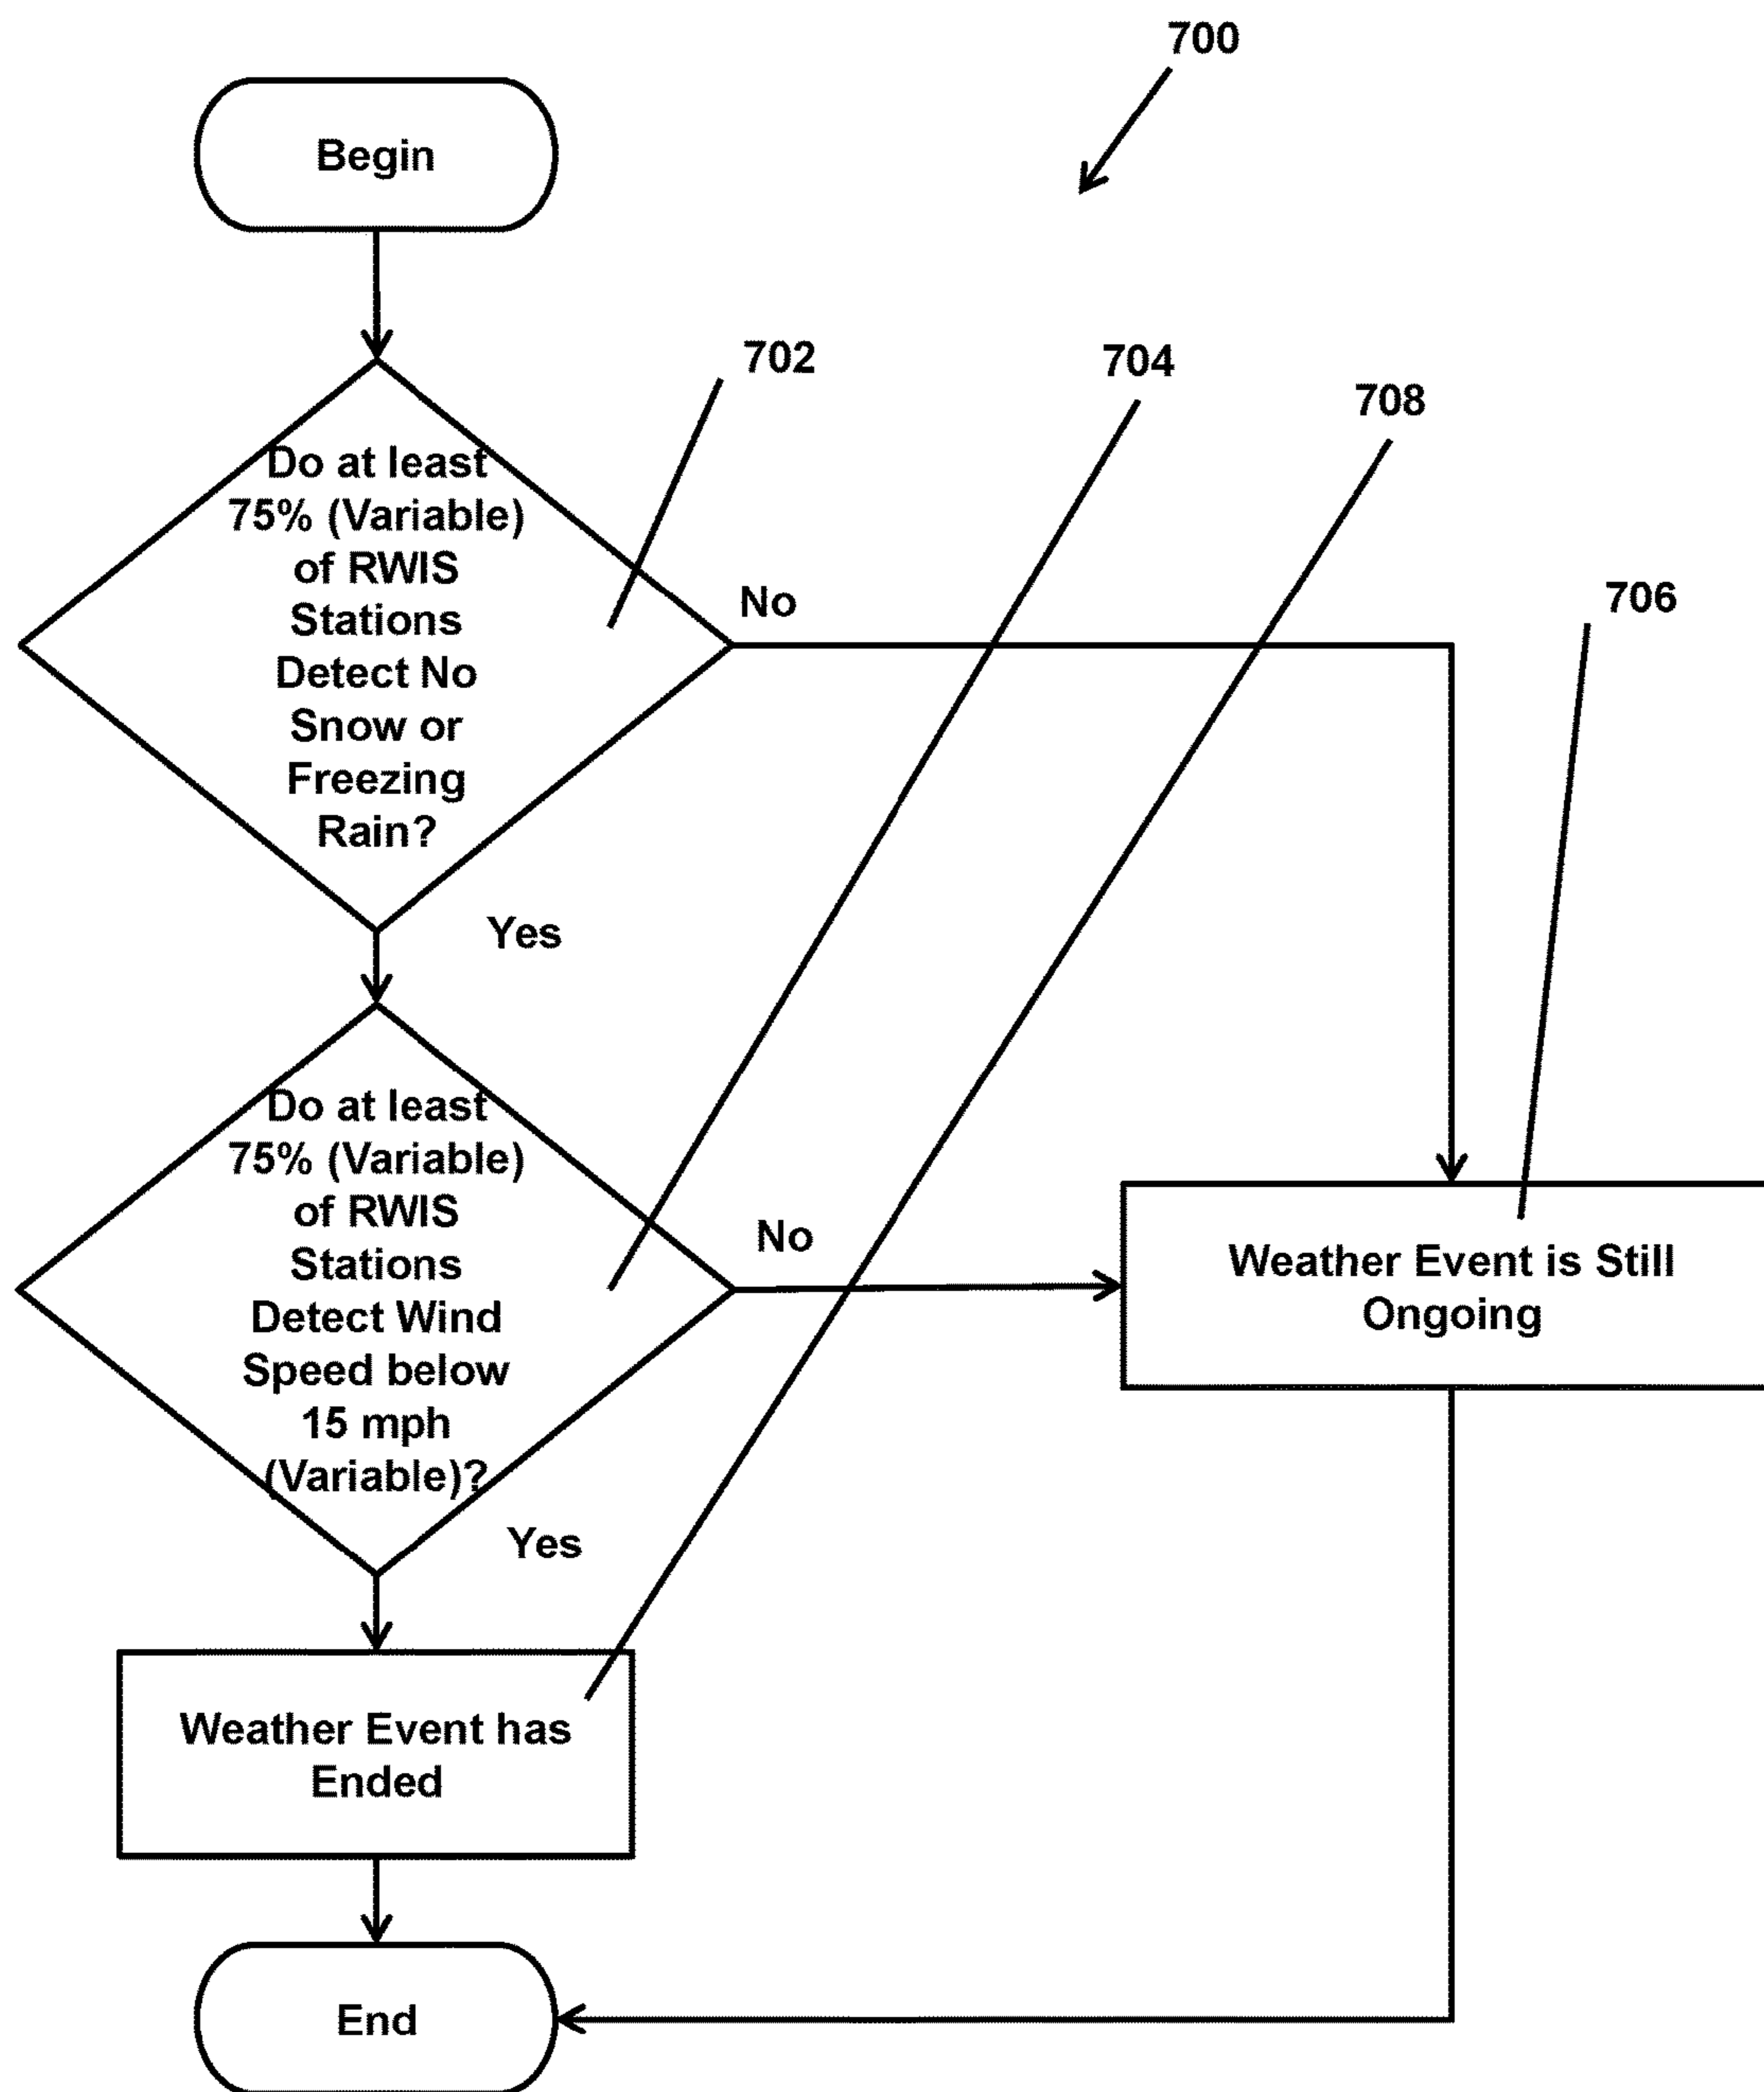 700
Begin
702
704
708
706
Do at least
75% (Variable)
of RWIS
Stations
Detect No
Snow or
Freezing
Rain?
No
Yes
Do at least
75% (Variable)
of RWIS
Stations
Detect Wind
Speed below
15 mph
(Variable)?
No
Yes
Weather Event is Still
Ongoing
Weather Event has
Ended
End